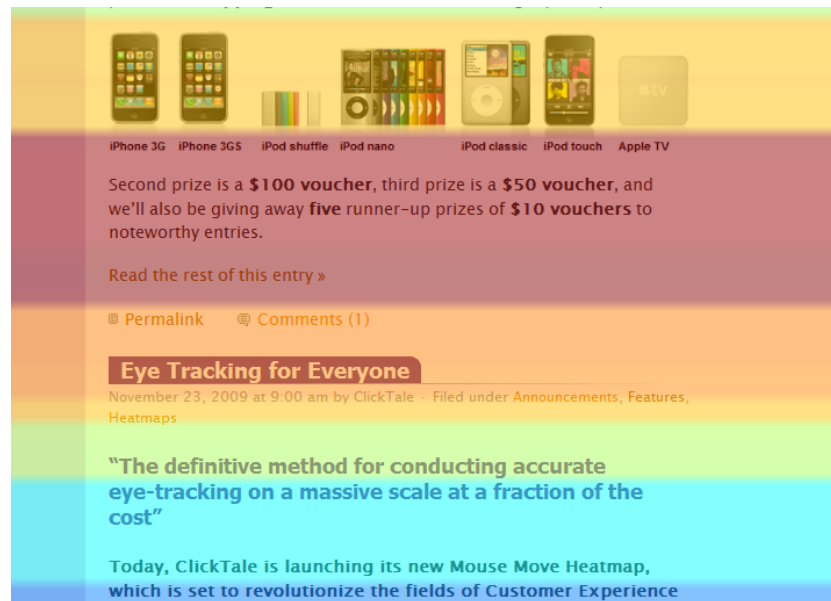 iPhone 3G iPhone 3GS iPod shuffle iPod nano iPod classic iPod touch Apple TV
tv
Second prize is a $100 voucher, third prize is a $50 voucher, and
we'll also be giving away five runner-up prizes of $10 vouchers to
noteworthy entries.
Read the rest of this entry »
Permalink Comments (1)
Eye Tracking for Everyone
November 23, 2009 at 9:00 am by ClickTale · Filed under Announcements, Features,
Heatmaps
“The definitive method for conducting accurate
eye-tracking on a massive scale at a fraction of the
cost”
Today, ClickTale is launching its new Mouse Move Heatmap,
which is set to revolutionize the fields of Customer Experience